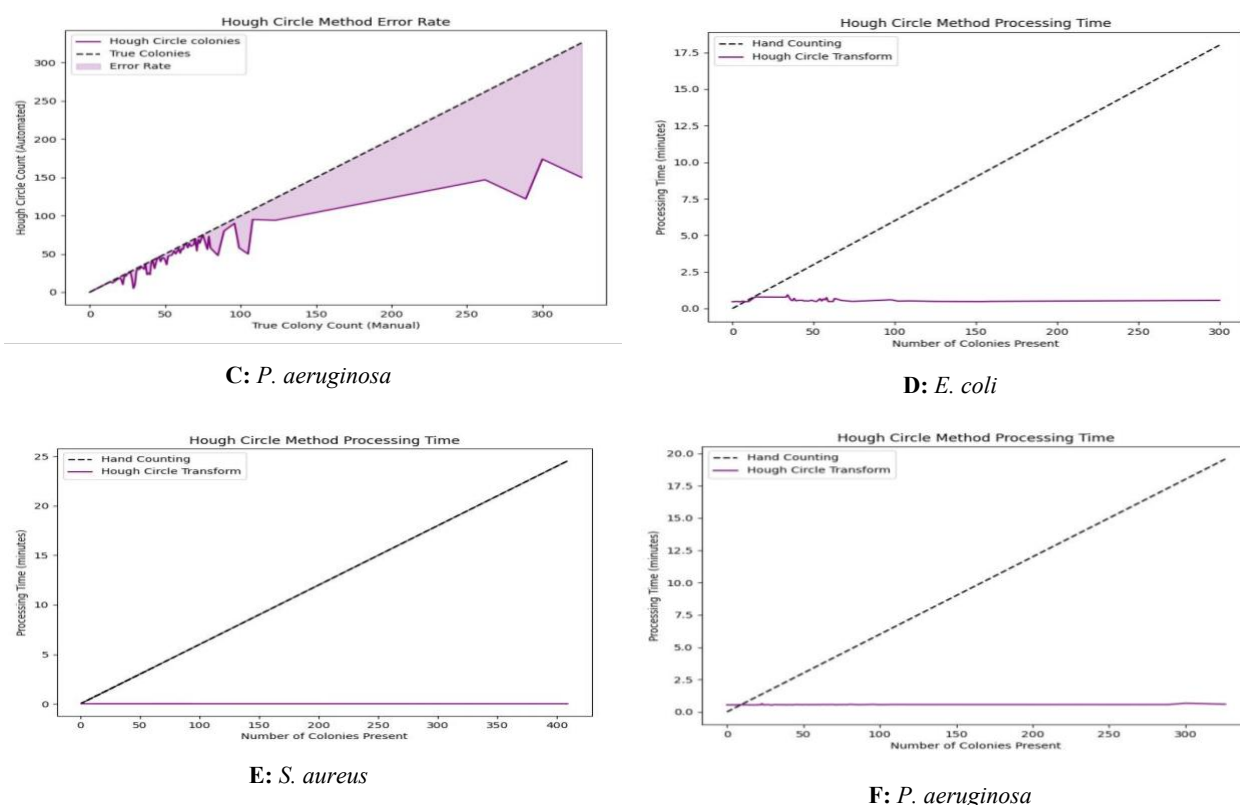 Hough Circle Method Error Rate
Hough Circle colonies
True Colonies
Error Rate
Hough Circle Count (Automated)
300
250
200
150
100
50
0
0 50 100 150 200 250 300
True Colony Count (Manual)
C: P. aeruginosa
Hough Circle Method Processing Time
Hand Counting
Hough Circle Transform
Processing Time (minutes)
17.5
15.0
12.5
10.0
7.5
5.0
2.5
0.0
0 50 100 150 200 250 300
Number of Colonies Present
D: E. coli
Hough Circle Method Processing Time
Hand Counting
Hough Circle Transform
Processing Time (minutes)
25
20
15
10
5
0
0 50 100 150 200 250 300 350 400
Number of Colonies Present
E: S. aureus
Hough Circle Method Processing Time
Hand Counting
Hough Circle Transform
Processing Time (minutes)
20.0
17.5
15.0
12.5
10.0
7.5
5.0
2.5
0.0
0 50 100 150 200 250 300
Number of Colonies Present
F: P. aeruginosa